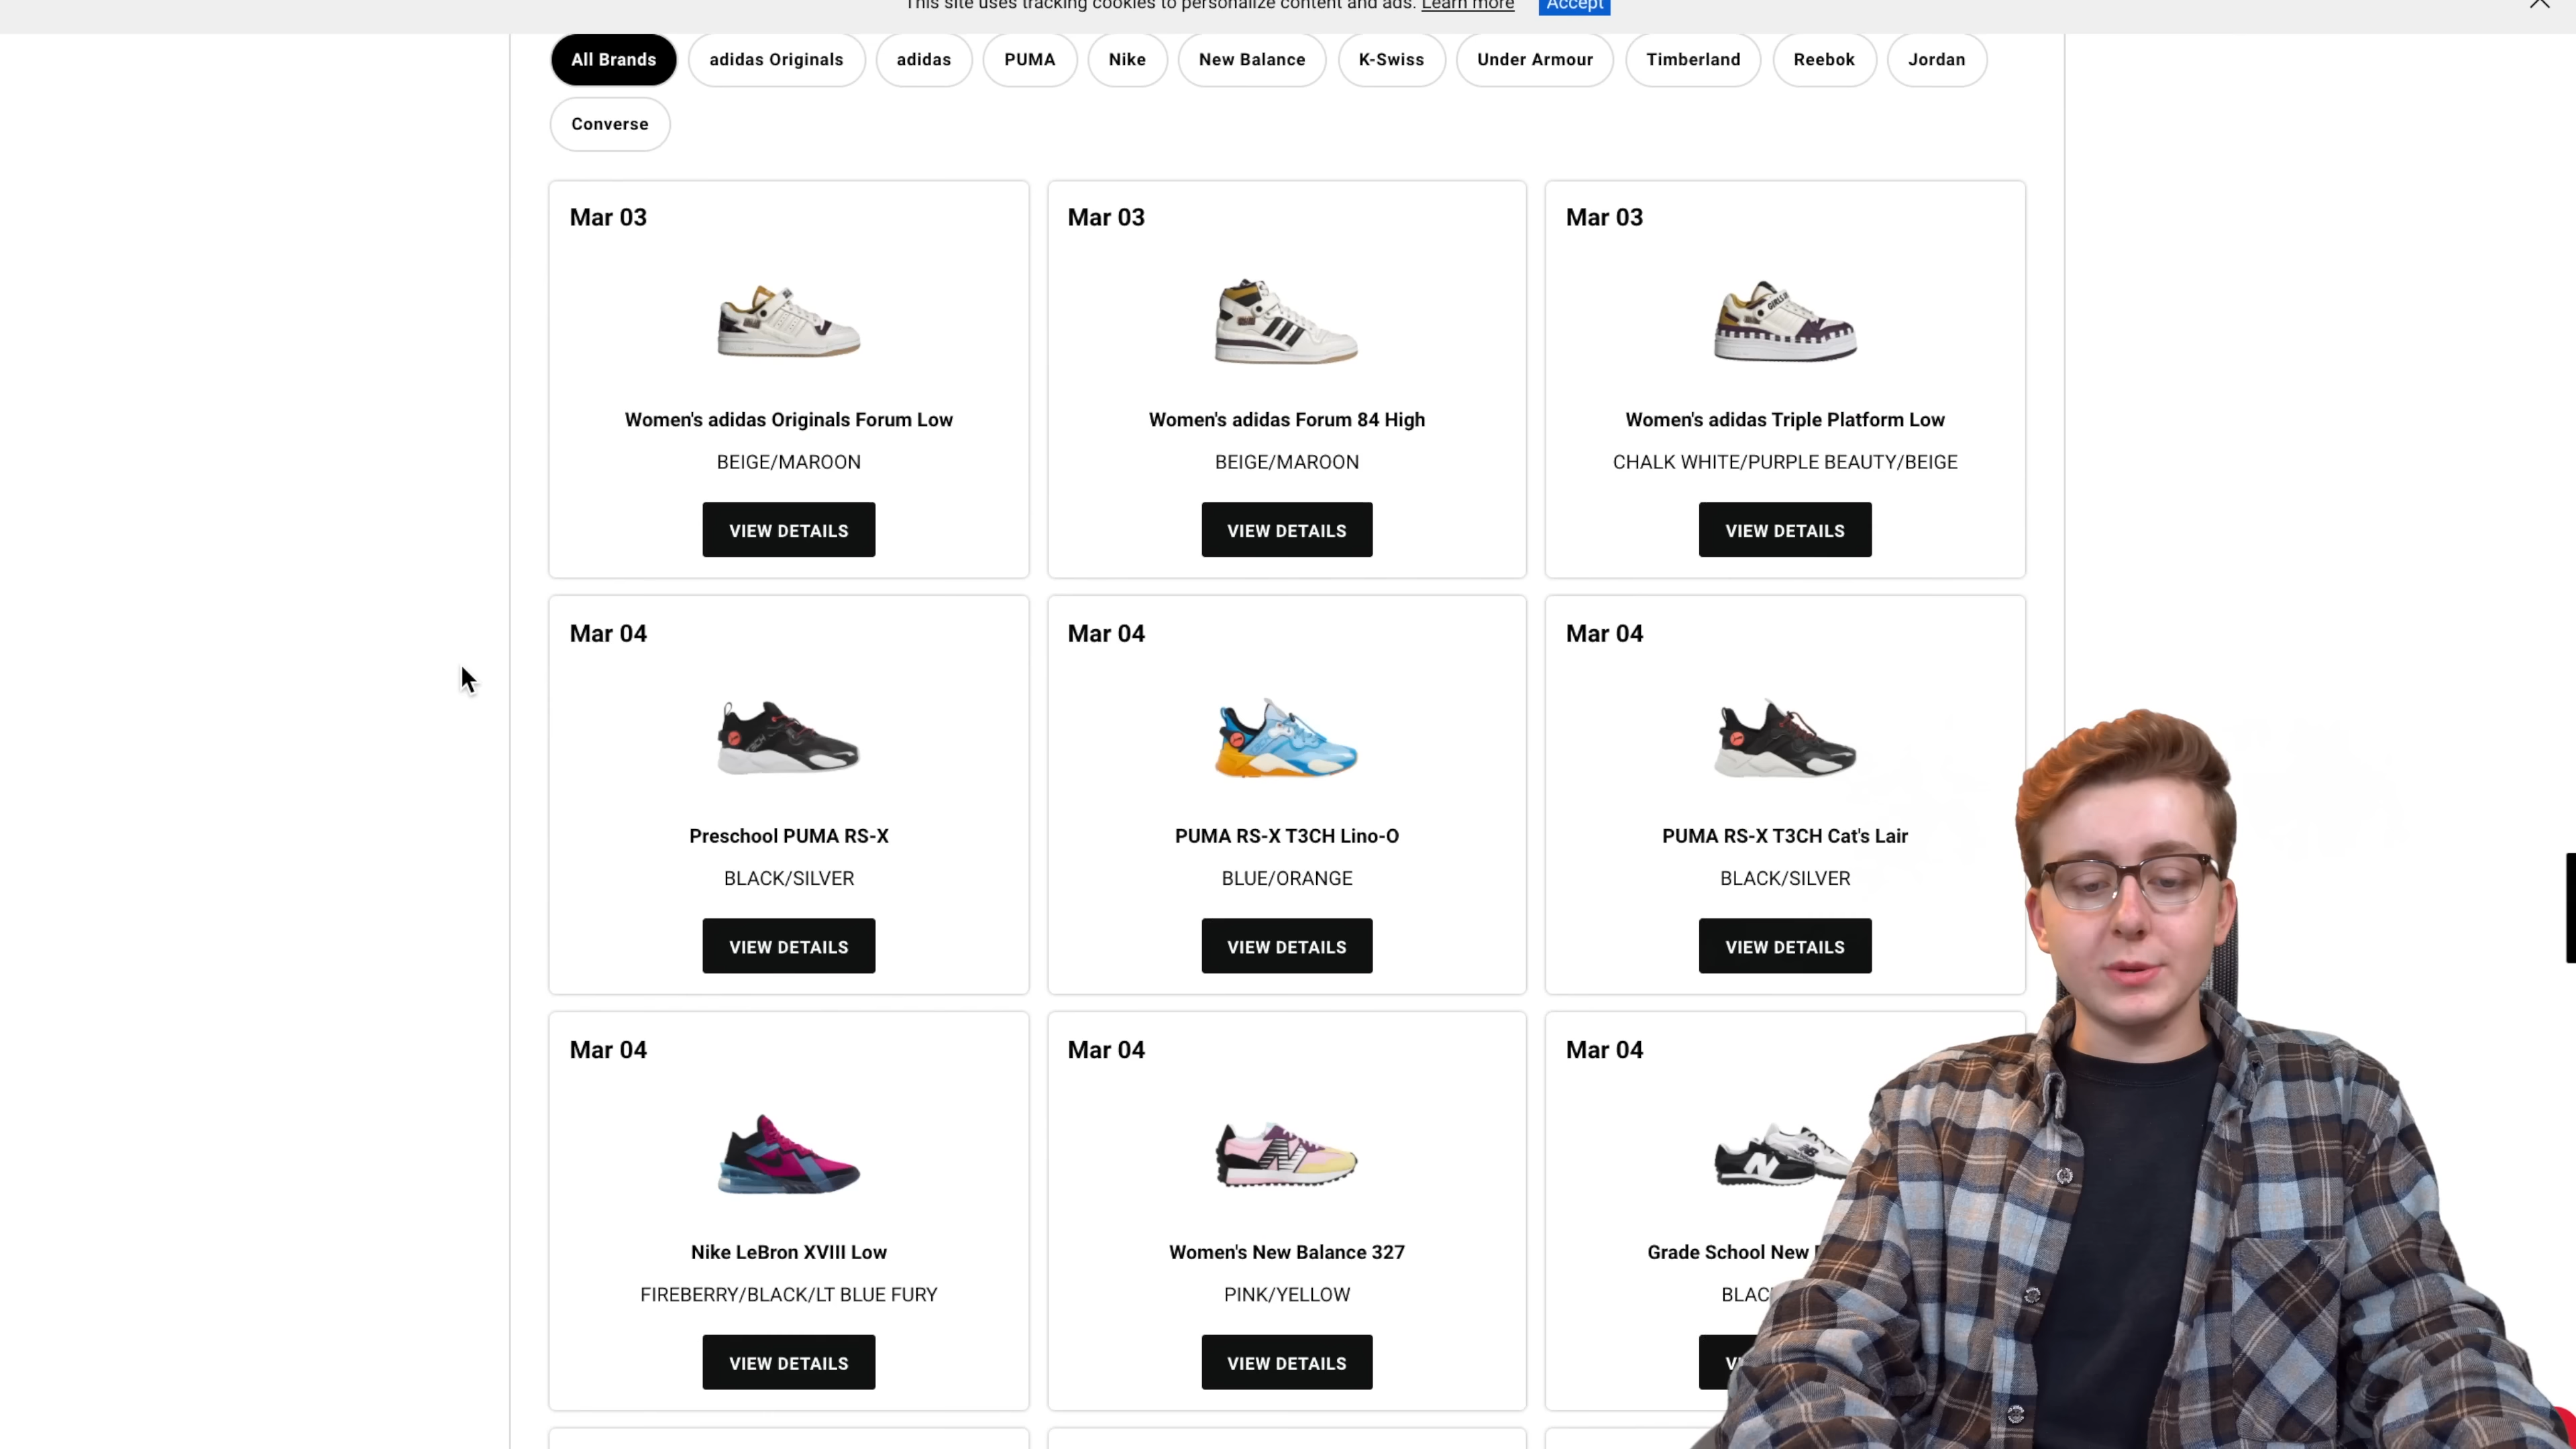 This site uses tracking cookies to personalize content and ads. Learn more Accept
All Brands adidas Originals adidas PUMA Nike New Balance K-Swiss Under Armour Timberland Reebok Jordan
Converse
Mar 03 Mar 03 Mar 03
Women's adidas Originals Forum Low Women's adidas Forum 84 High Women's adidas Triple Platform Low
BEIGE/MAROON BEIGE/MAROON CHALK WHITE/PURPLE BEAUTY/BEIGE
VIEW DETAILS VIEW DETAILS VIEW DETAILS
Mar 04 Mar 04 Mar 04
Preschool PUMA RS-X PUMA RS-X T3CH Lino-O PUMA RS-X T3CH Cat's Lair
BLACK/SILVER BLUE/ORANGE BLACK/SILVER
VIEW DETAILS VIEW DETAILS VIEW DETAILS
Mar 04 Mar 04 Mar 04
Nike LeBron XVIII Low Women's New Balance 327 Grade School New
FIREBERRY/BLACK/LT BLUE FURY PINK/YELLOW
VIEW DETAILS VIEW DETAILS